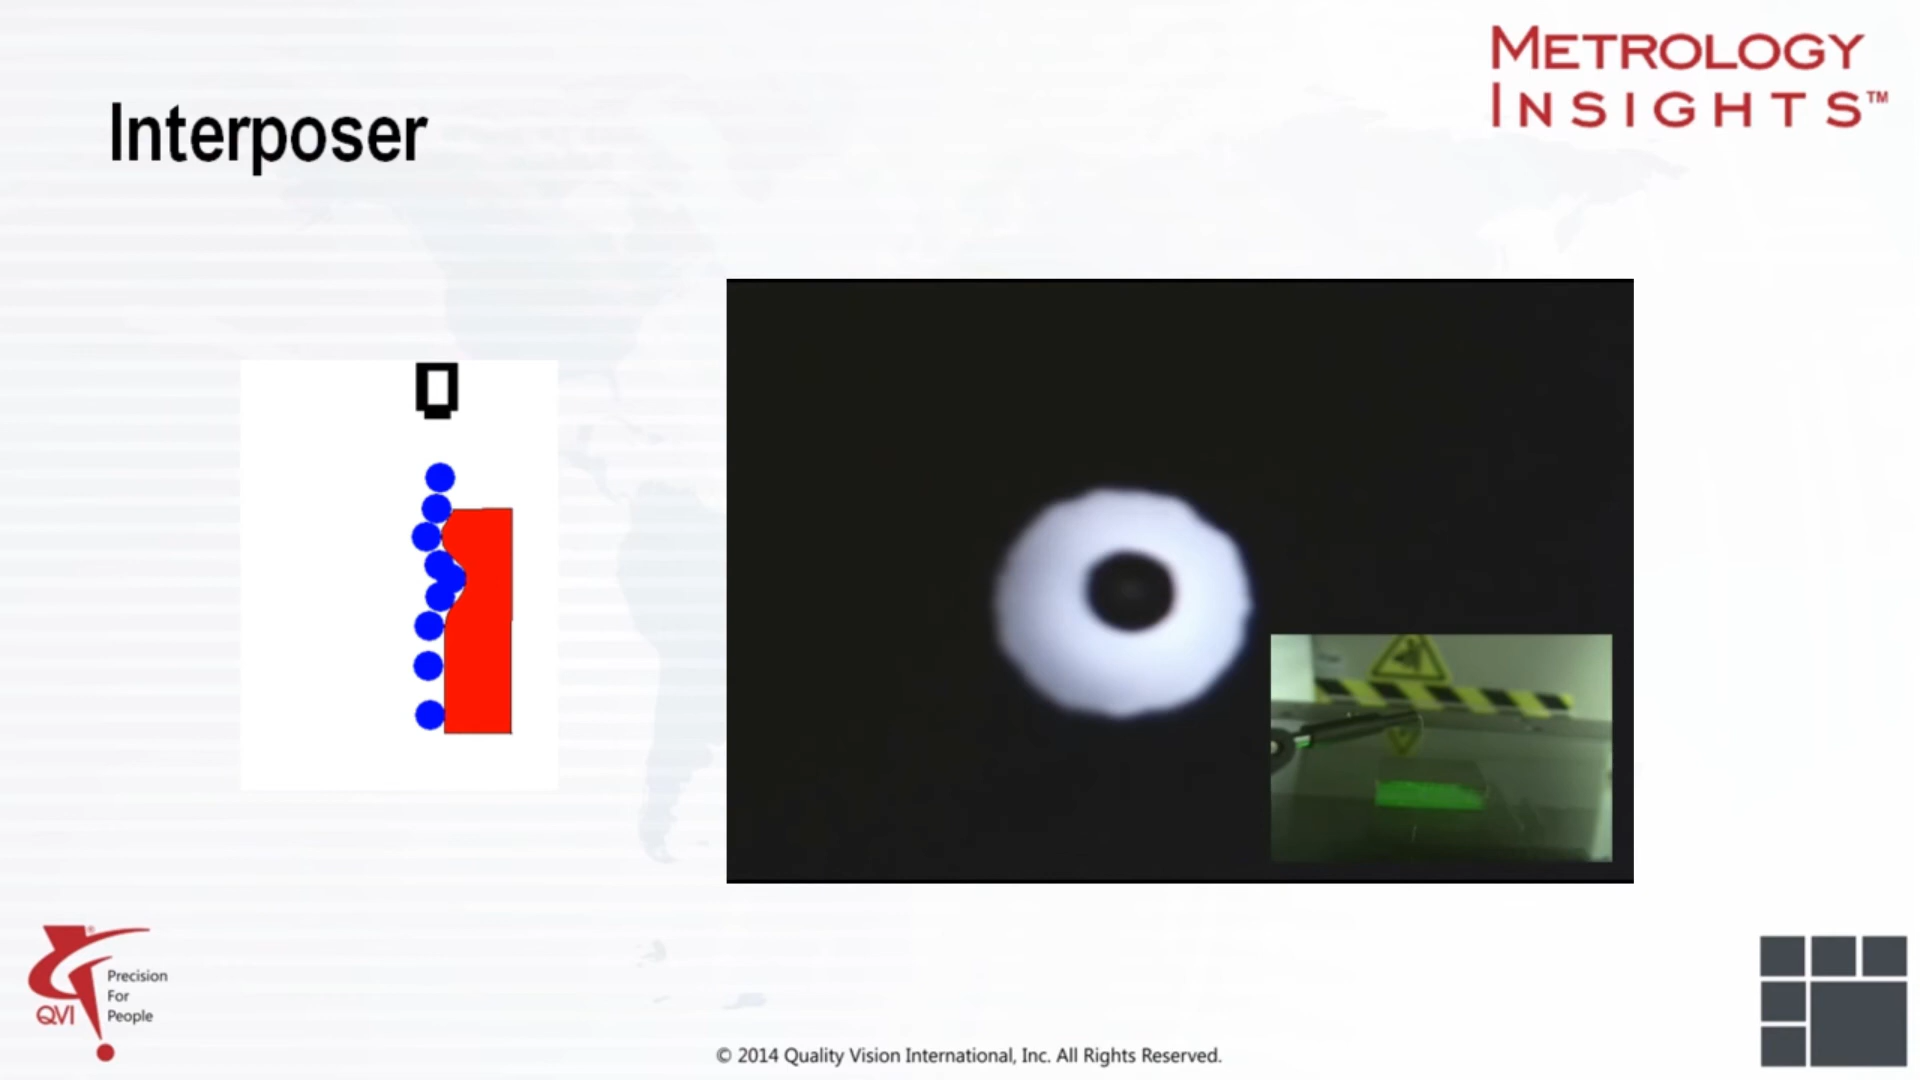 METROLOGY
INSIGHTS™
Interposer
QVI®
Precision
For
People
© 2014 Quality Vision International, Inc. All Rights Reserved.